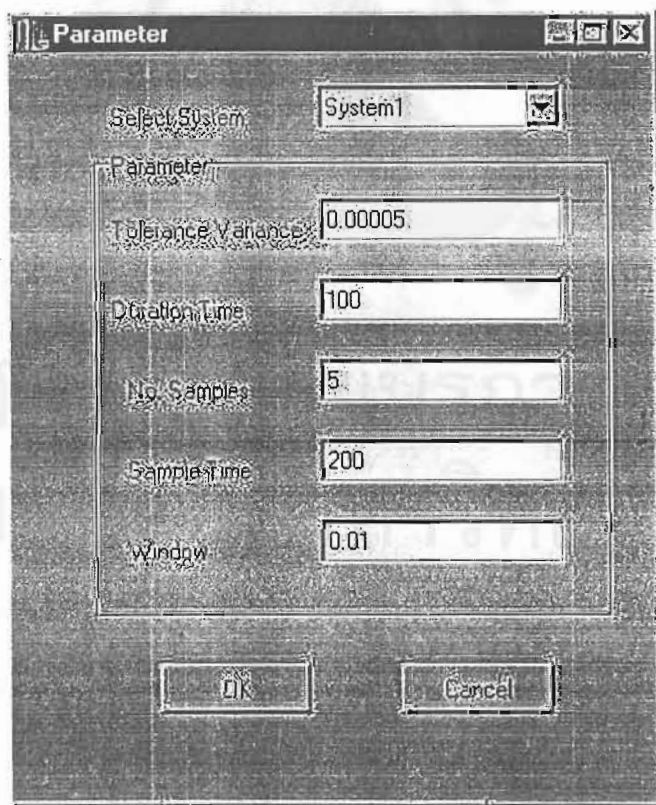 Parameter
Select System
System1
Parameter
Tolerance Variance
0.00005
Duration Time
100
No. Samples
5
Sample Time
200
Window
0.01
OK
Cancel